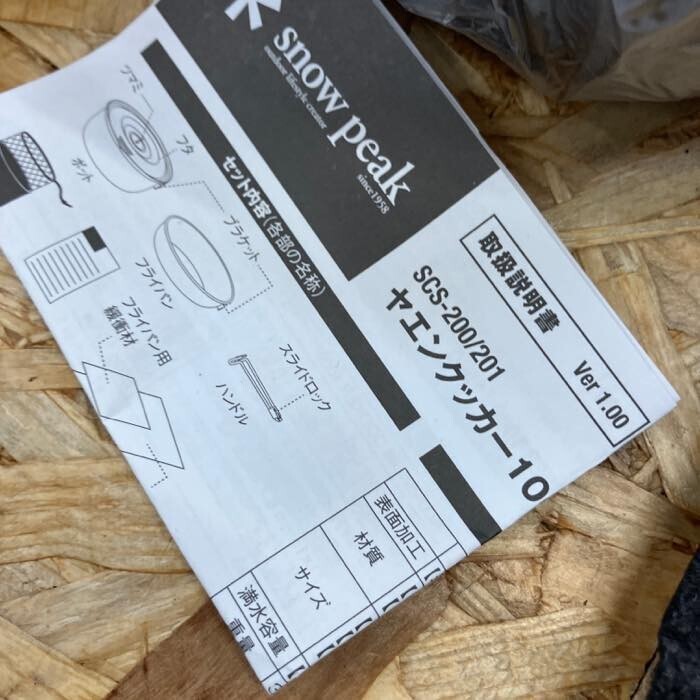 snow peak
outdoor lifestyle creator
since1958
取扱説明書 Ver 1.00
SCS-200/201
ヤエンクッカー10
セット内容(各部の名称)
ツマミ
フタ
ポット
ブラケット
フライパン
フライパン用
緩衝材
スライドロック
ハンドル
表面加工
材質
サイズ
満水容量
重量